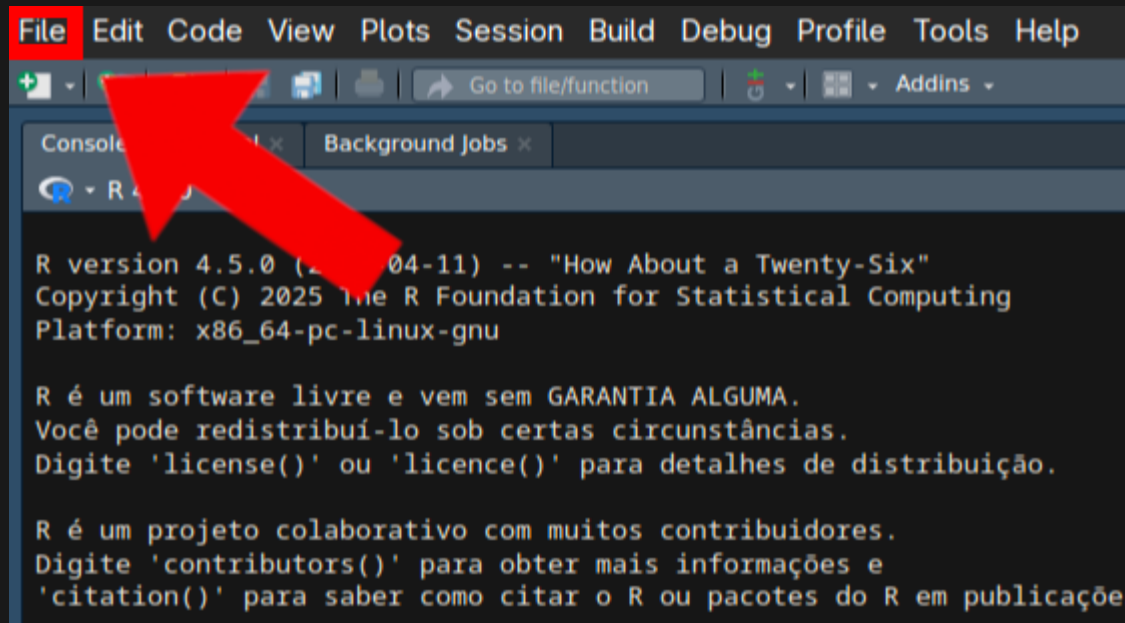 File Edit Code View Plots Session Build Debug Profile Tools Help
Go to file/function Addins
Console Background Jobs
R
R version 4.5.0 ( 04-11) -- "How About a Twenty-Six"
Copyright (C) 2025 The R Foundation for Statistical Computing
Platform: x86_64-pc-linux-gnu
R é um software livre e vem sem GARANTIA ALGUMA.
Você pode redistribuí-lo sob certas circunstâncias.
Digite 'license()' ou 'licence()' para detalhes de distribuição.
R é um projeto colaborativo com muitos contribuidores.
Digite 'contributors()' para obter mais informações e
'citation()' para saber como citar o R ou pacotes do R em publicaçõe